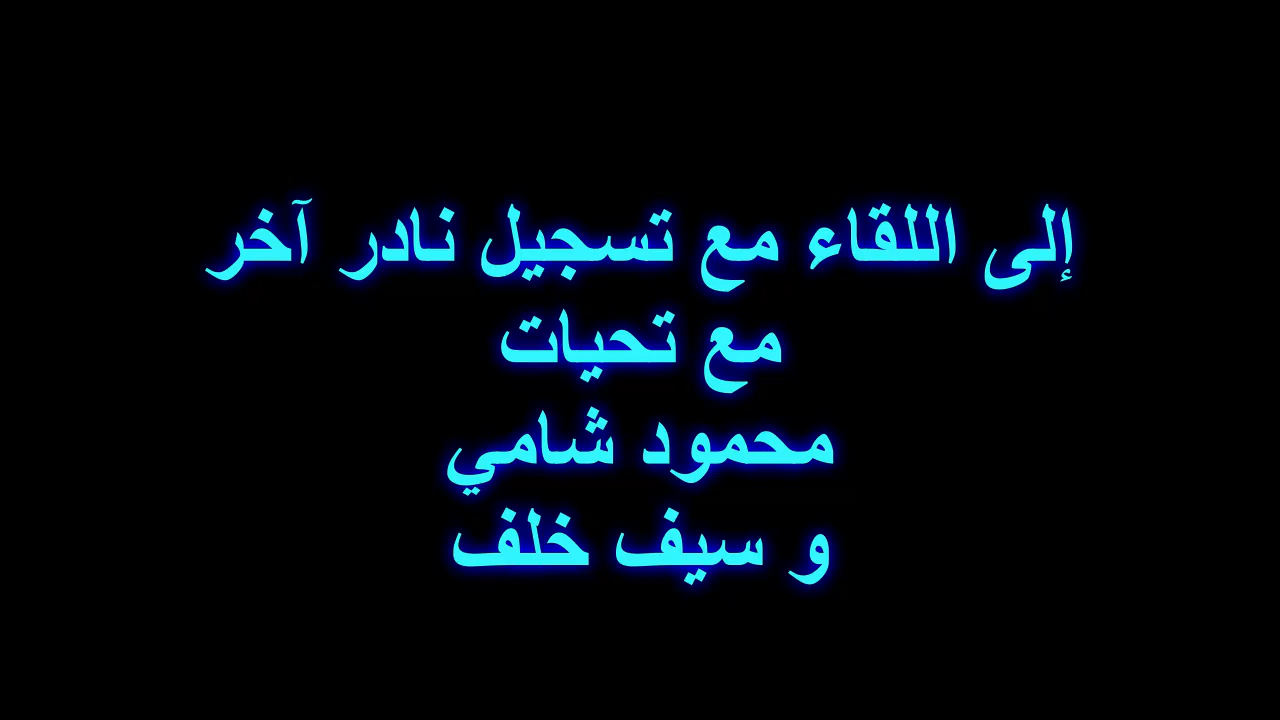 إلى اللقاء مع تسجيل نادر آخر
مع تحيات
محمود شامي
و سيف خلف